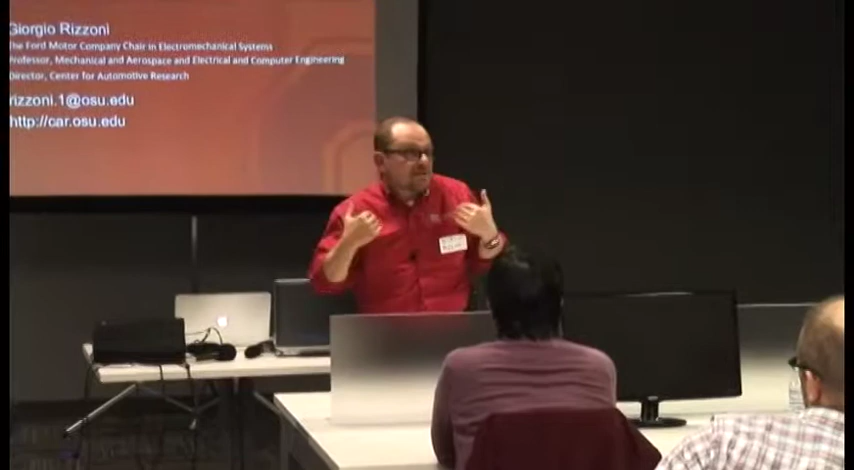 Giorgio Rizzoni
The Ford Motor Company Chair in Electromechanical Systems
Professor, Mechanical and Aerospace and Electrical and Computer Engineering
Director, Center for Automotive Research
rizzoni.1@osu.edu
http://car.osu.edu